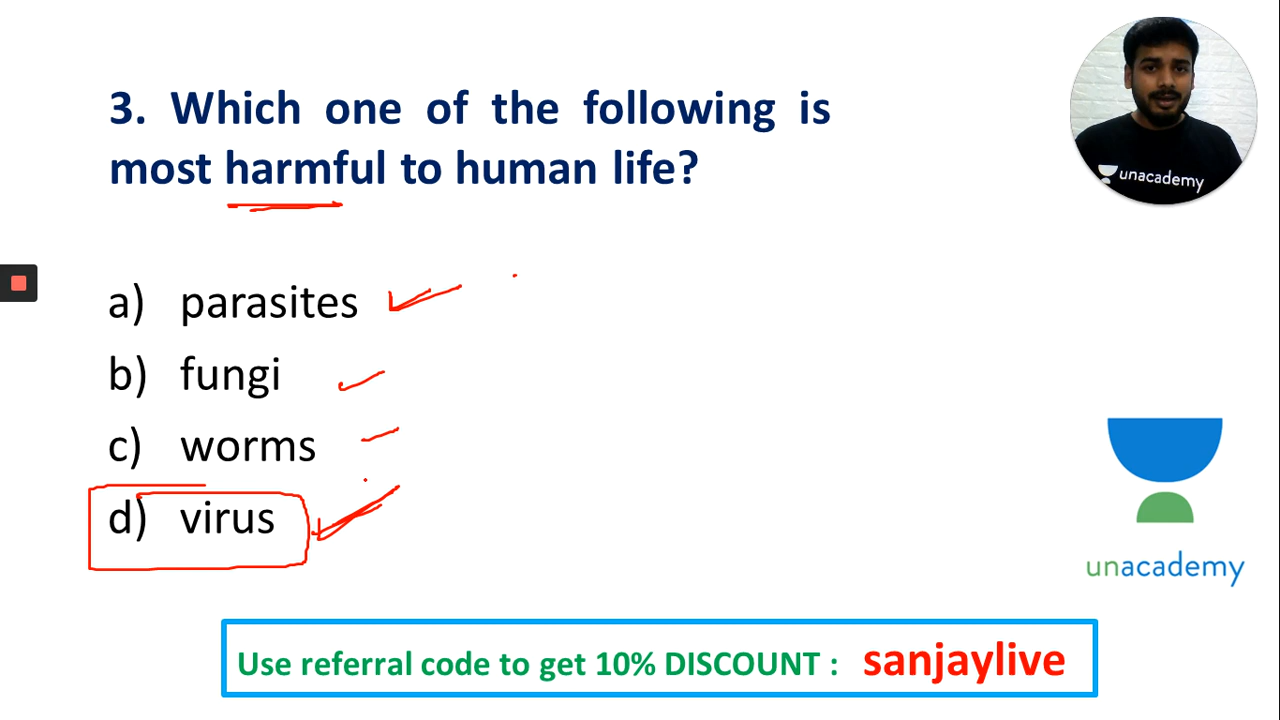 3. Which one of the following is
most harmful to human life?
unacademy
a) parasites
b) fungi
c) worms
d) virus
unacademy
Use referral code to get 10% DISCOUNT : sanjaylive